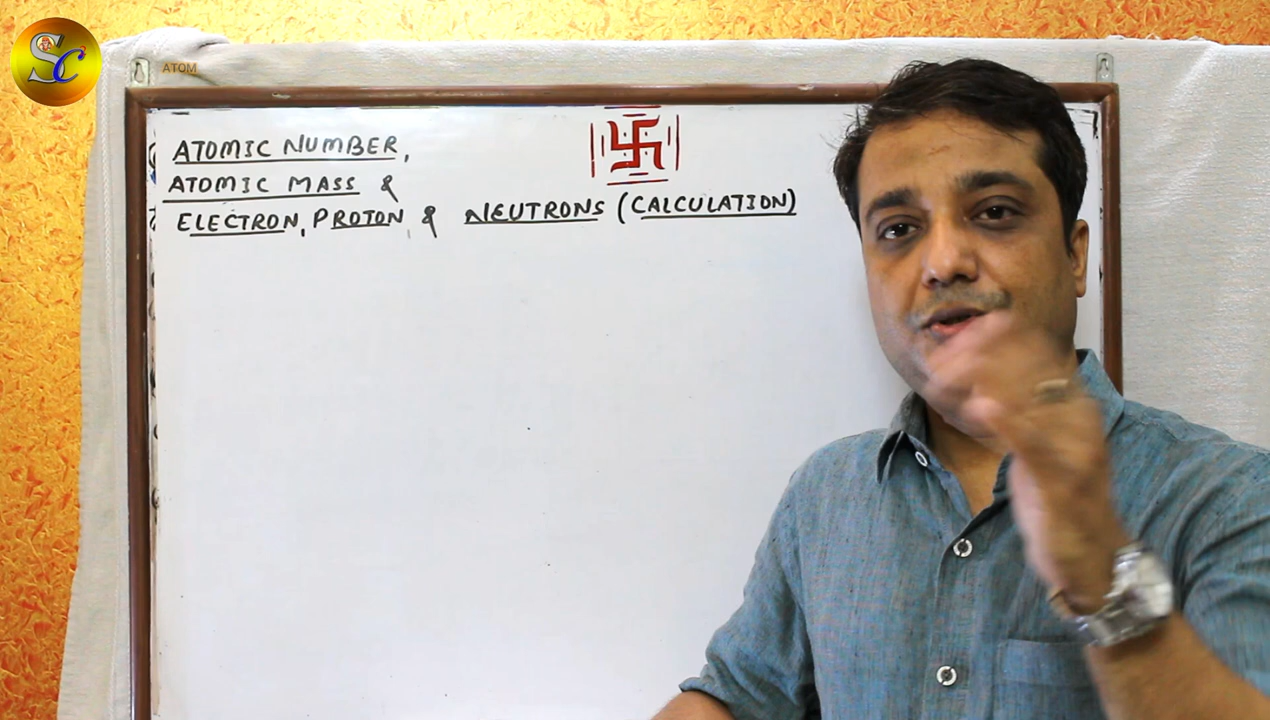 SC
ATOM
ATOMIC NUMBER,
ATOMIC MASS &
ELECTRON, PROTON, & NEUTRONS (CALCULATION)